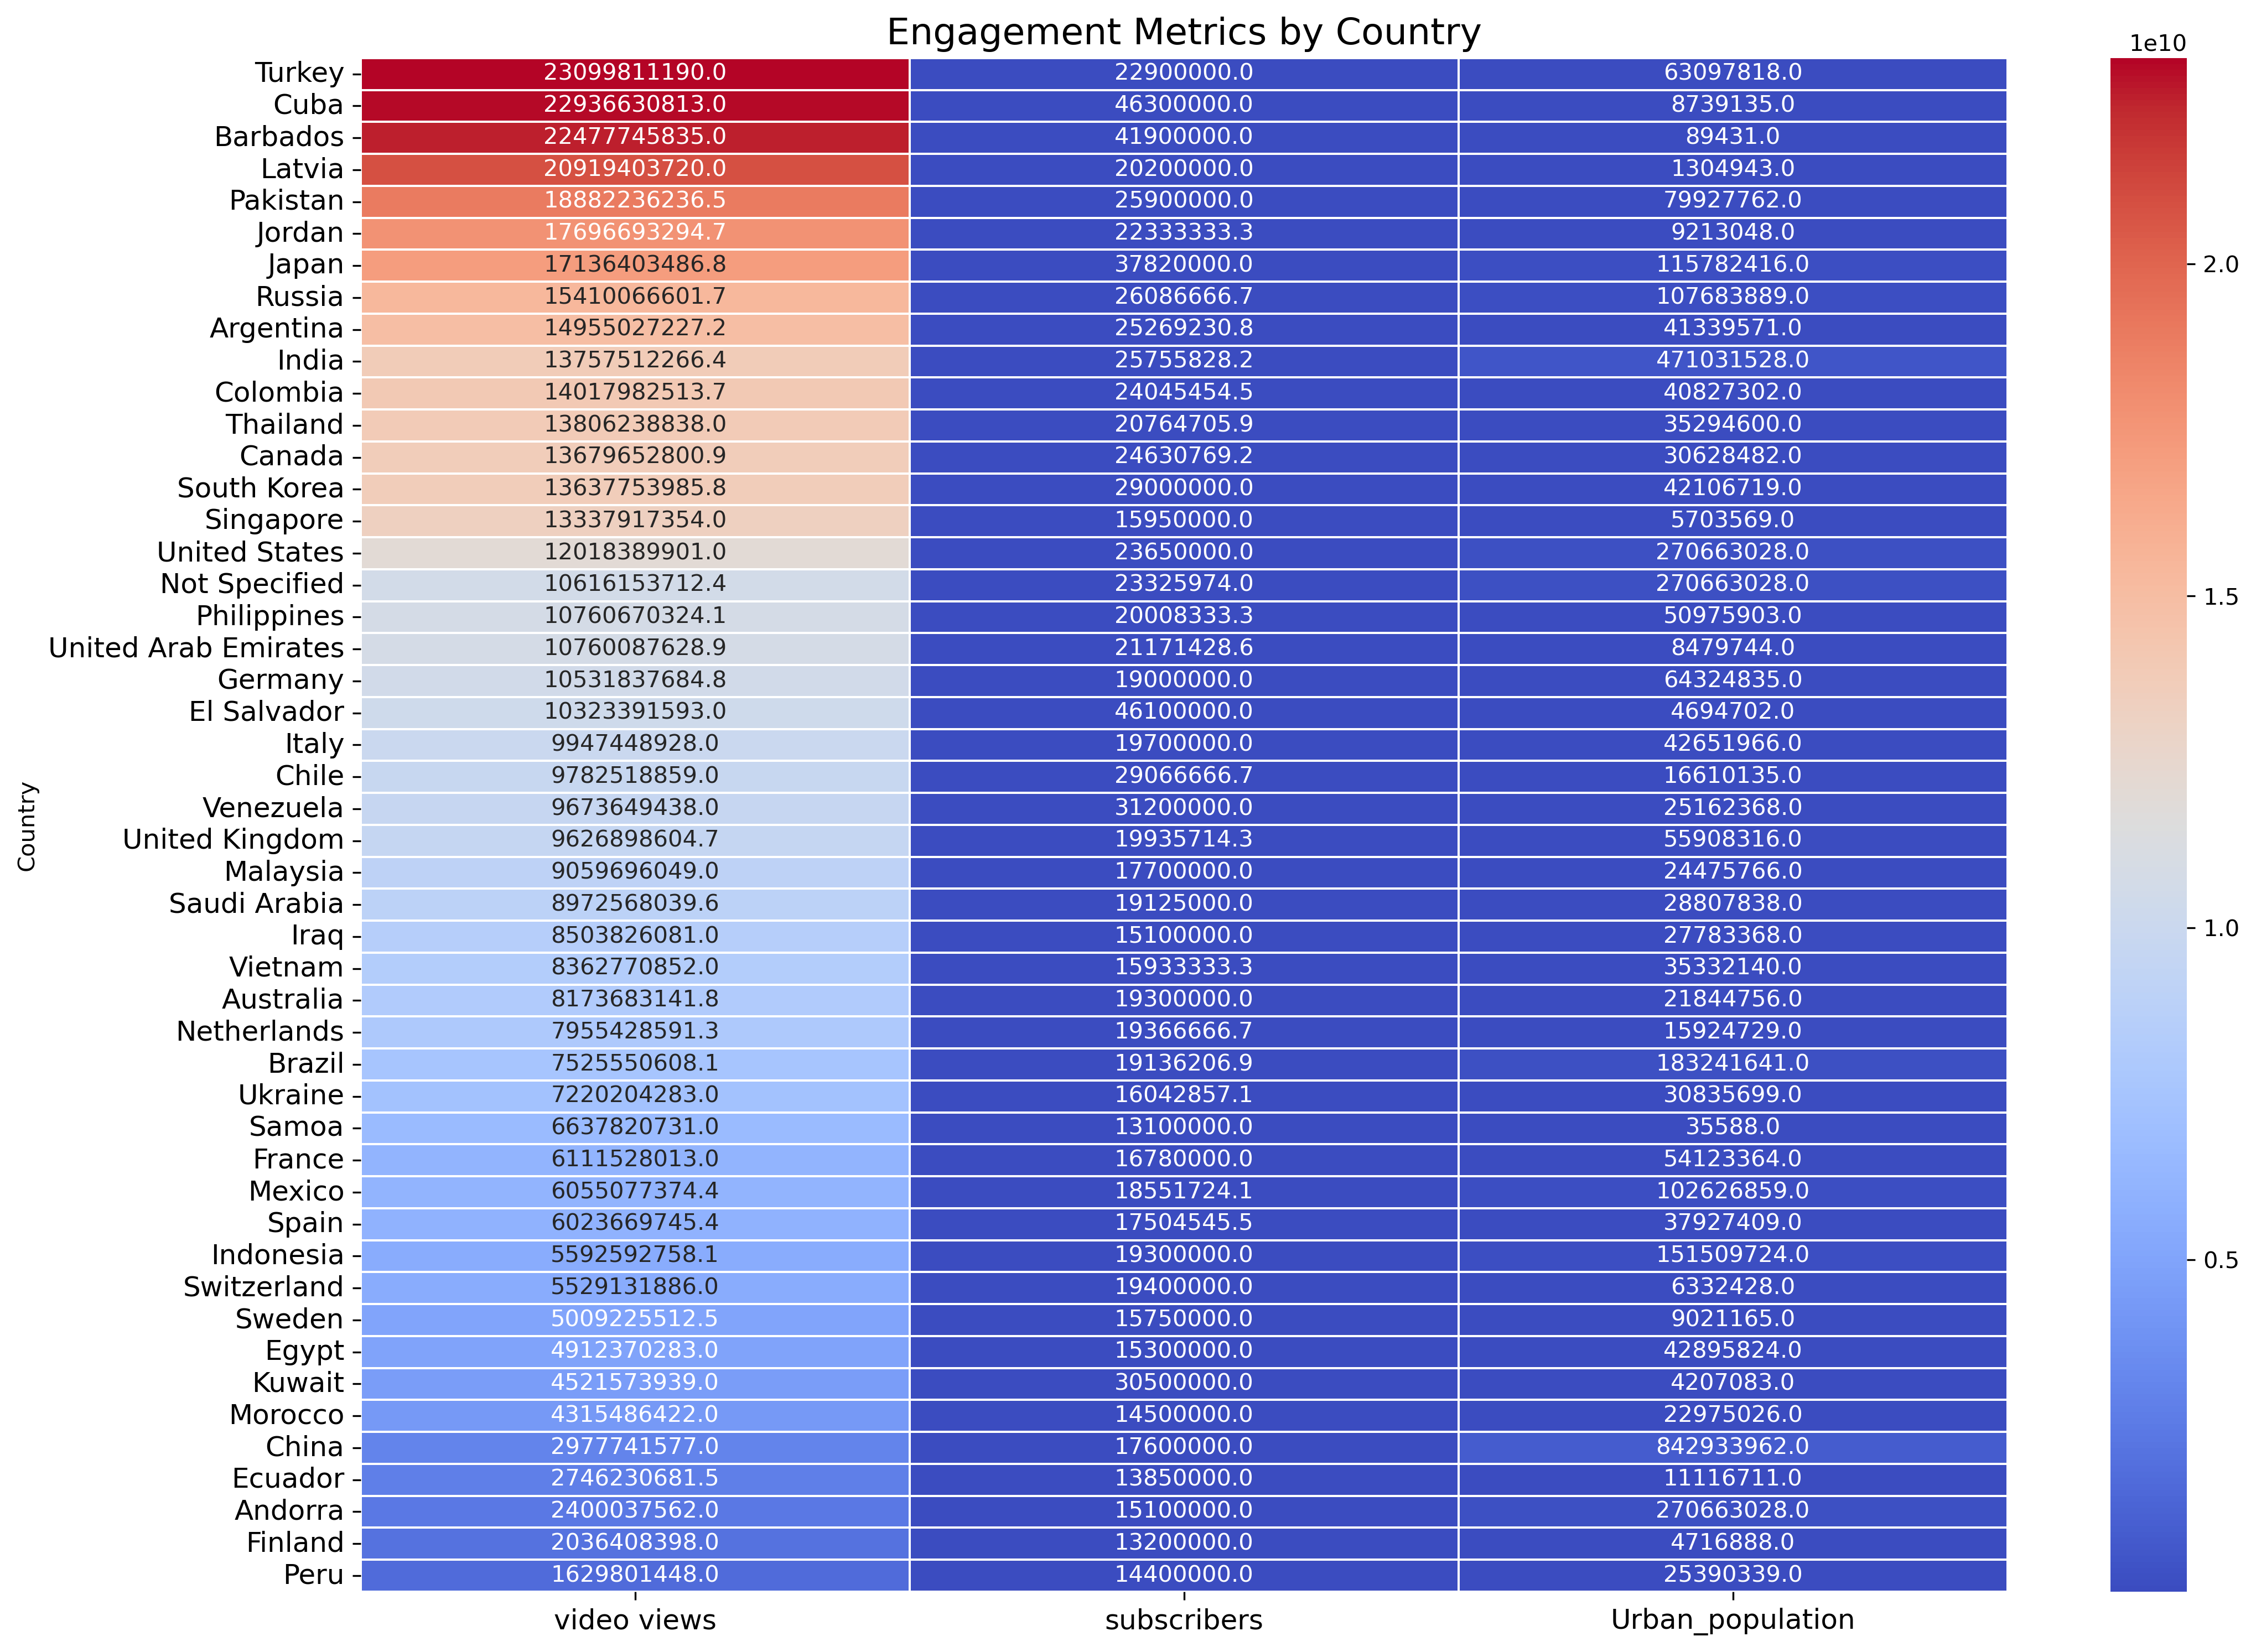 Engagement Metrics by Country
1e10
Turkey 23099811190.0 22900000.0 63097818.0
Cuba 22936630813.0 46300000.0 8739135.0
Barbados 22477745835.0 41900000.0 89431.0
Latvia 20919403720.0 20200000.0 1304943.0
Pakistan 18882236236.5 25900000.0 79927762.0
Jordan 17696693294.7 22333333.3 9213048.0
Japan 17136403486.8 37820000.0 115782416.0
Russia 15410066601.7 26086666.7 107683889.0
Argentina 14955027227.2 25269230.8 41339571.0
India 13757512266.4 25755828.2 471031528.0
Colombia 14017982513.7 24045454.5 40827302.0
Thailand 13806238838.0 20764705.9 35294600.0
Canada 13679652800.9 24630769.2 30628482.0
South Korea 13637753985.8 29000000.0 42106719.0
Singapore 13337917354.0 15950000.0 5703569.0
United States 12018389901.0 23650000.0 270663028.0
Not Specified 10616153712.4 23325974.0 270663028.0
Philippines 10760670324.1 20008333.3 50975903.0
United Arab Emirates 10760087628.9 21171428.6 8479744.0
Germany 10531837684.8 19000000.0 64324835.0
El Salvador 10323391593.0 46100000.0 4694702.0
Italy 9947448928.0 19700000.0 42651966.0
Chile 9782518859.0 29066666.7 16610135.0
Venezuela 9673649438.0 31200000.0 25162368.0
United Kingdom 9626898604.7 19935714.3 55908316.0
Malaysia 9059696049.0 17700000.0 24475766.0
Saudi Arabia 8972568039.6 19125000.0 28807838.0
Iraq 8503826081.0 15100000.0 27783368.0
Vietnam 8362770852.0 15933333.3 35332140.0
Australia 8173683141.8 19300000.0 21844756.0
Netherlands 7955428591.3 19366666.7 15924729.0
Brazil 7525550608.1 19136206.9 183241641.0
Ukraine 7220204283.0 16042857.1 30835699.0
Samoa 6637820731.0 13100000.0 35588.0
France 6111528013.0 16780000.0 54123364.0
Mexico 6055077374.4 18551724.1 102626859.0
Spain 6023669745.4 17504545.5 37927409.0
Indonesia 5592592758.1 19300000.0 151509724.0
Switzerland 5529131886.0 19400000.0 6332428.0
Sweden 5009225512.5 15750000.0 9021165.0
Egypt 4912370283.0 15300000.0 42895824.0
Kuwait 4521573939.0 30500000.0 4207083.0
Morocco 4315486422.0 14500000.0 22975026.0
China 2977741577.0 17600000.0 842933962.0
Ecuador 2746230681.5 13850000.0 11116711.0
Andorra 2400037562.0 15100000.0 270663028.0
Finland 2036408398.0 13200000.0 4716888.0
Peru 1629801448.0 14400000.0 25390339.0
video views subscribers Urban_population
Country
2.0
1.5
1.0
0.5